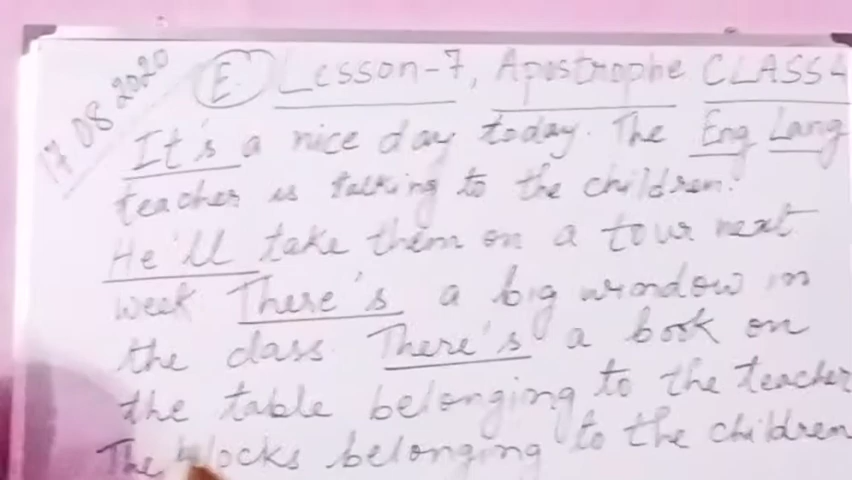 17.08.2020
E. Lesson-7, Apostrophe CLASS 4
It's a nice day today. The Eng Lang
teacher is talking to the children.
He'll take them on a tour next
week There's a big window in
the class. There's a book on
the table belonging to the teacher
The blocks belonging to the children